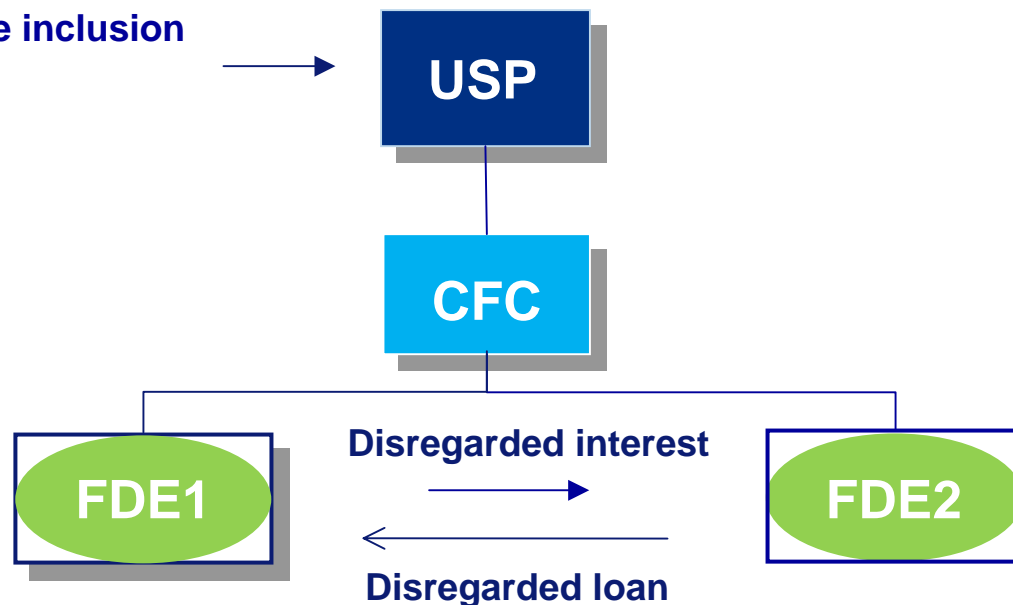 e inclusion
USP
CFC
Disregarded interest
FDE1
FDE2
Disregarded loan